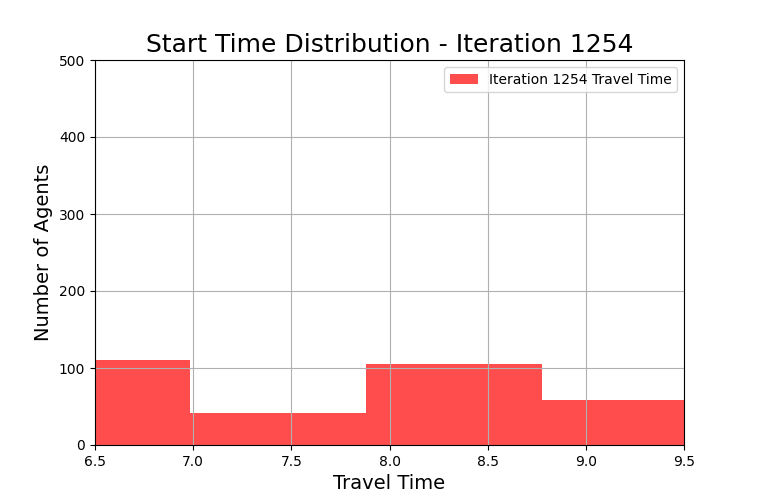 Start Time Distribution - Iteration 1254
500
400
300
200
100
0
Number of Agents
Iteration 1254 Travel Time
6.5 7.0 7.5 8.0 8.5 9.0 9.5
Travel Time